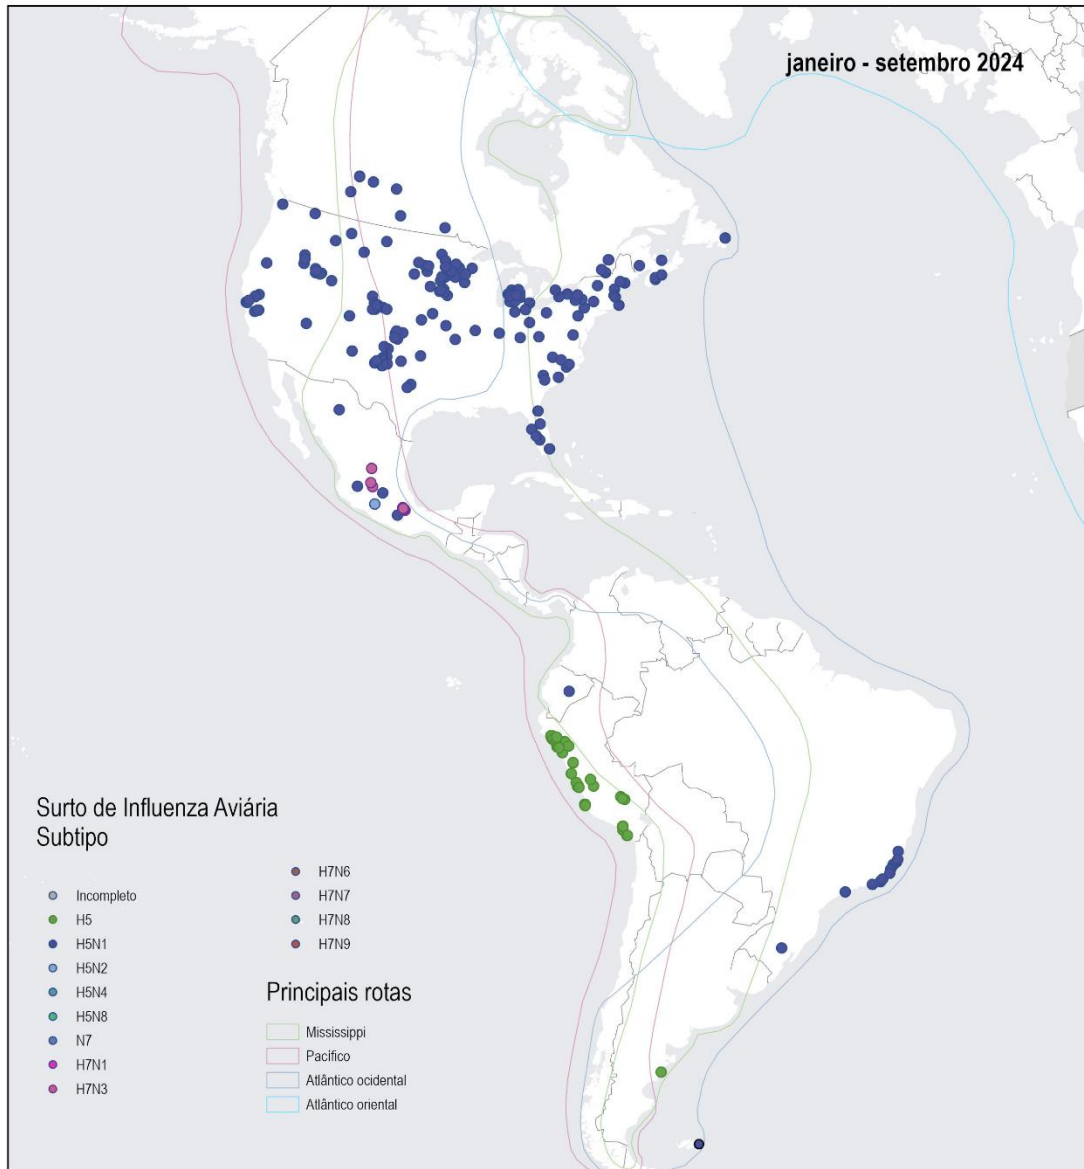 janeiro - setembro 2024
Surto de Influenza Aviária
Subtipo
Incompleto
H5
H5N1
H5N2
H5N4
H5N8
N7
H7N1
H7N3
H7N6
H7N7
H7N8
H7N9
Principais rotas
Mississippi
Pacífico
Atlântico ocidental
Atlântico oriental